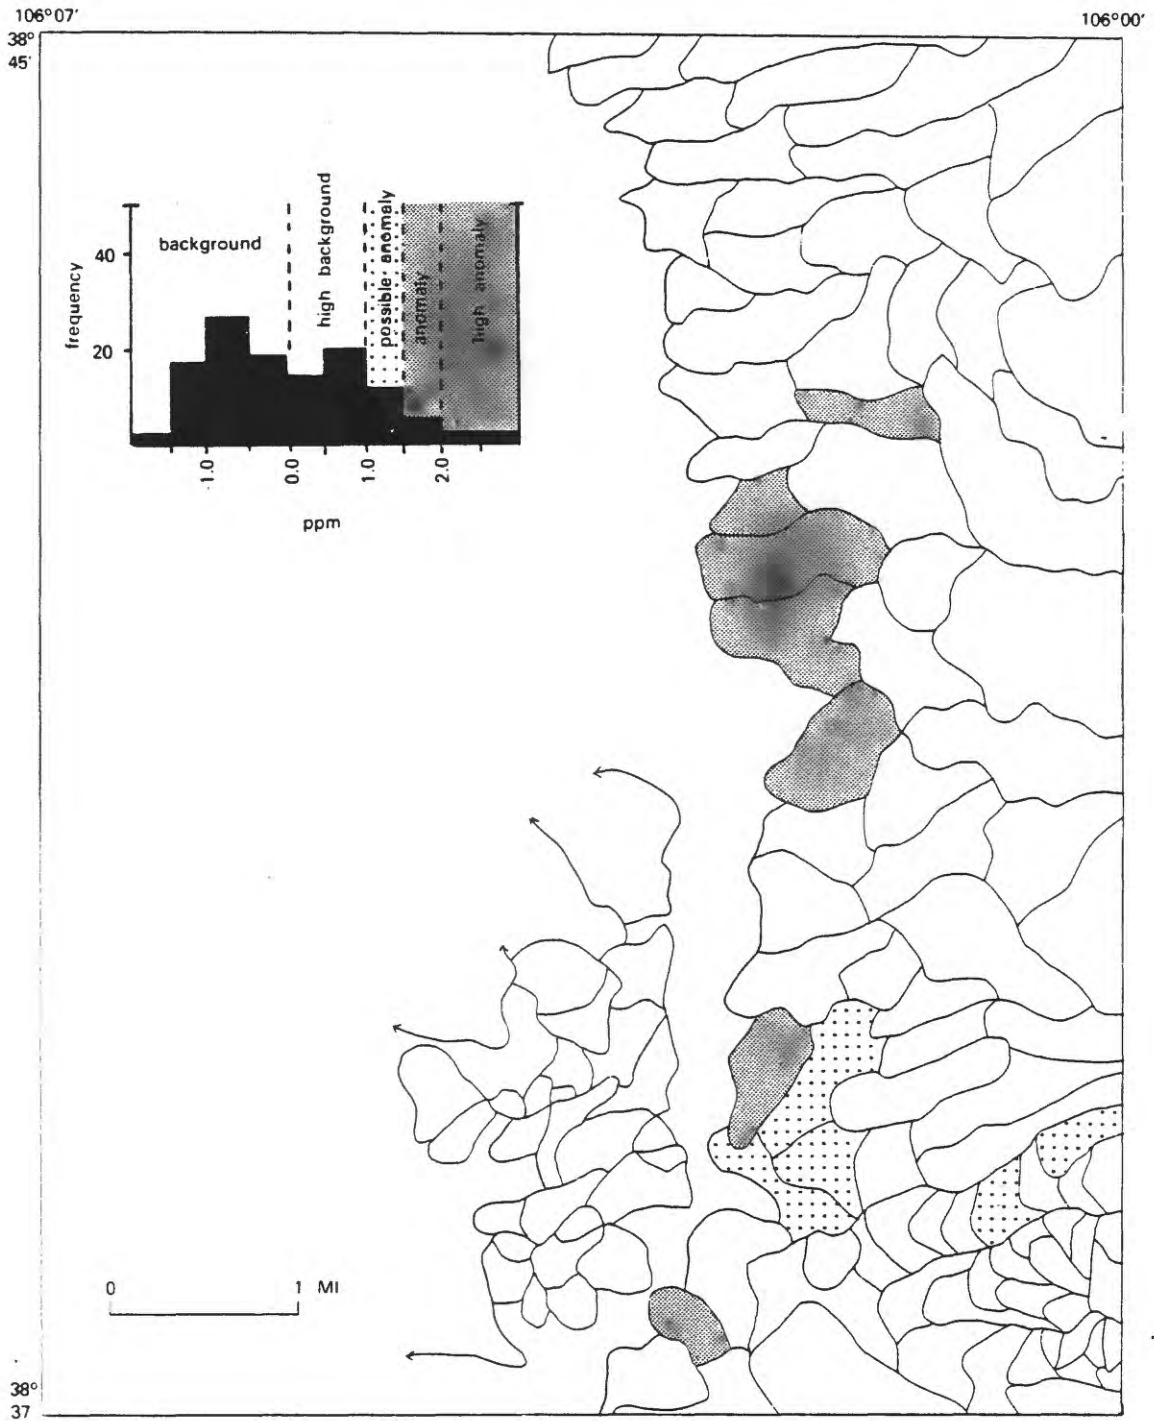 106°07'
106°00'
38°
45'
frequency
40
20
background
high background
possible anomaly
anomaly
high anomaly
1.0
0.0
1.0
2.0
ppm
0
1 MI
38°
37